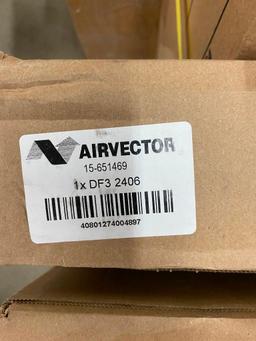 AIRVECTOR
15-651469
1x DF3 2406
40801274004897